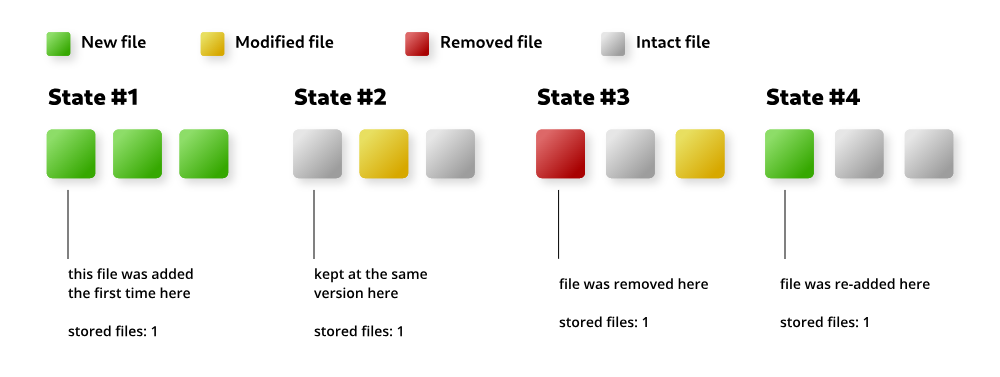 New file
Modified file
Removed file
Intact file
State #1
State #2
State #3
State #4
this file was added
the first time here
stored files: 1
kept at the same
version here
stored files: 1
file was removed here
stored files: 1
file was re-added here
stored files: 1